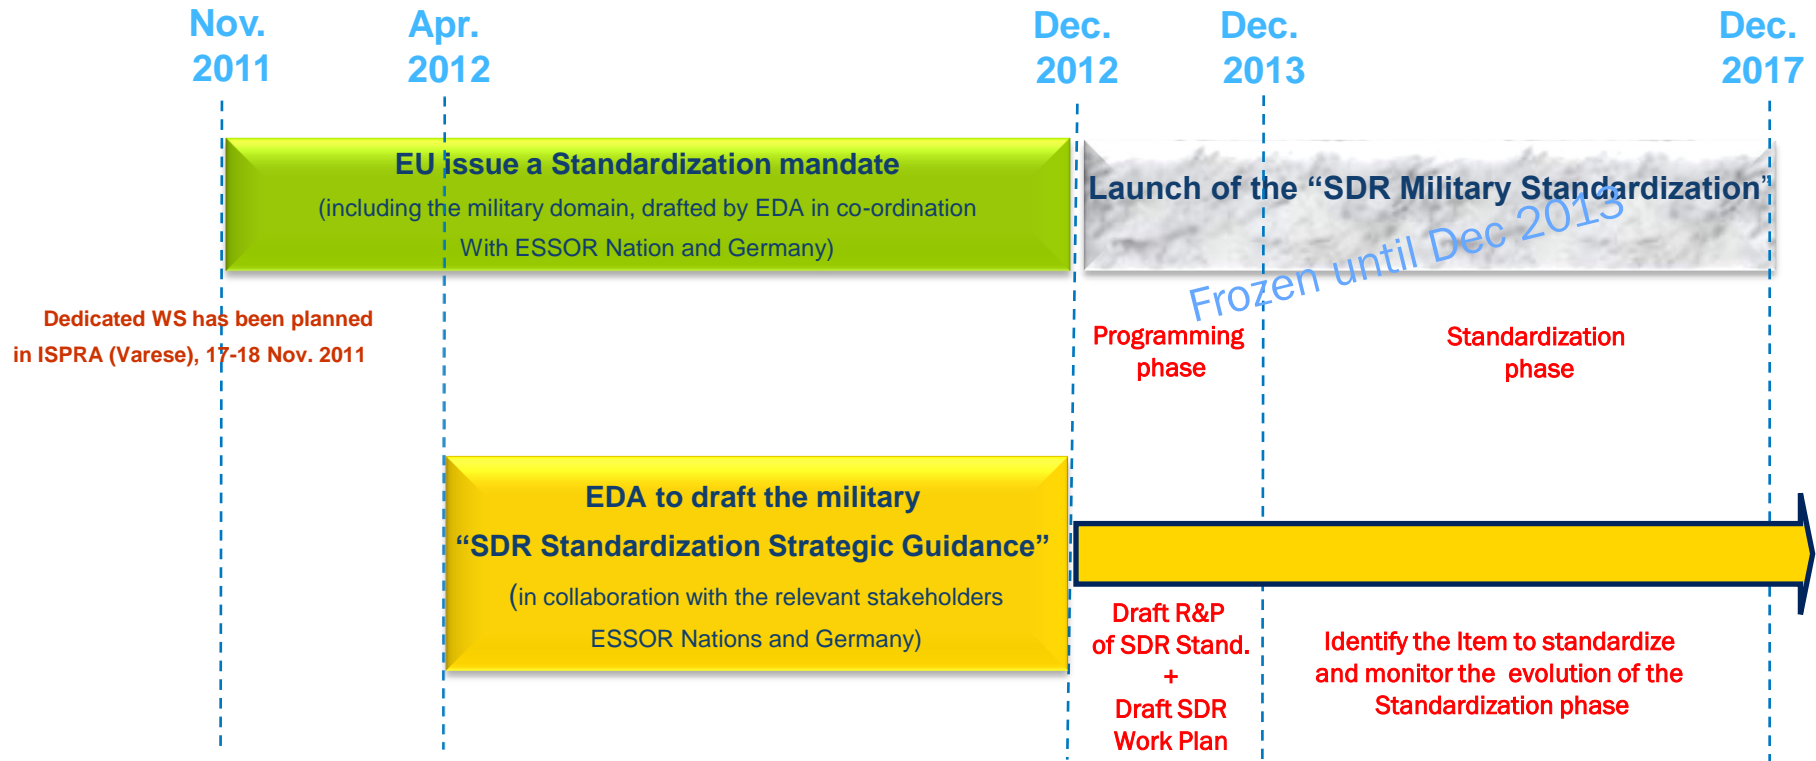 Nov.
2011
Apr.
2012
Dec.
2012
Dec.
2013
Dec.
2017
EU issue a Standardization mandate
(including the military domain, drafted by EDA in co-ordination
With ESSOR Nation and Germany)
Launch of the “SDR Military Standardization”
Frozen until Dec 2013
Dedicated WS has been planned
in ISPRA (Varese), 17-18 Nov. 2011
Programming
phase
Standardization
phase
EDA to draft the military
“SDR Standardization Strategic Guidance”
(in collaboration with the relevant stakeholders
ESSOR Nations and Germany)
Draft R&P
of SDR Stand.
+
Draft SDR
Work Plan
Identify the Item to standardize
and monitor the evolution of the
Standardization phase